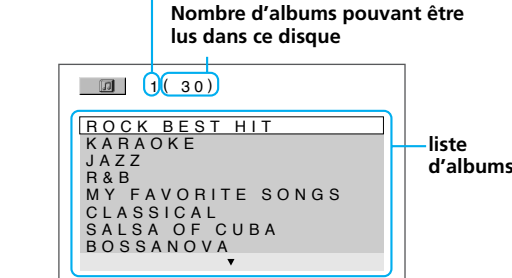 Nombre d'albums pouvant être
lus dans ce disque
1( 30)
ROCK BEST HIT
KARAOKE
JAZZ
R&B
MY FAVORITE SONGS
CLASSICAL
SALSA OF CUBA
BOSSANOVA
liste
d'albums